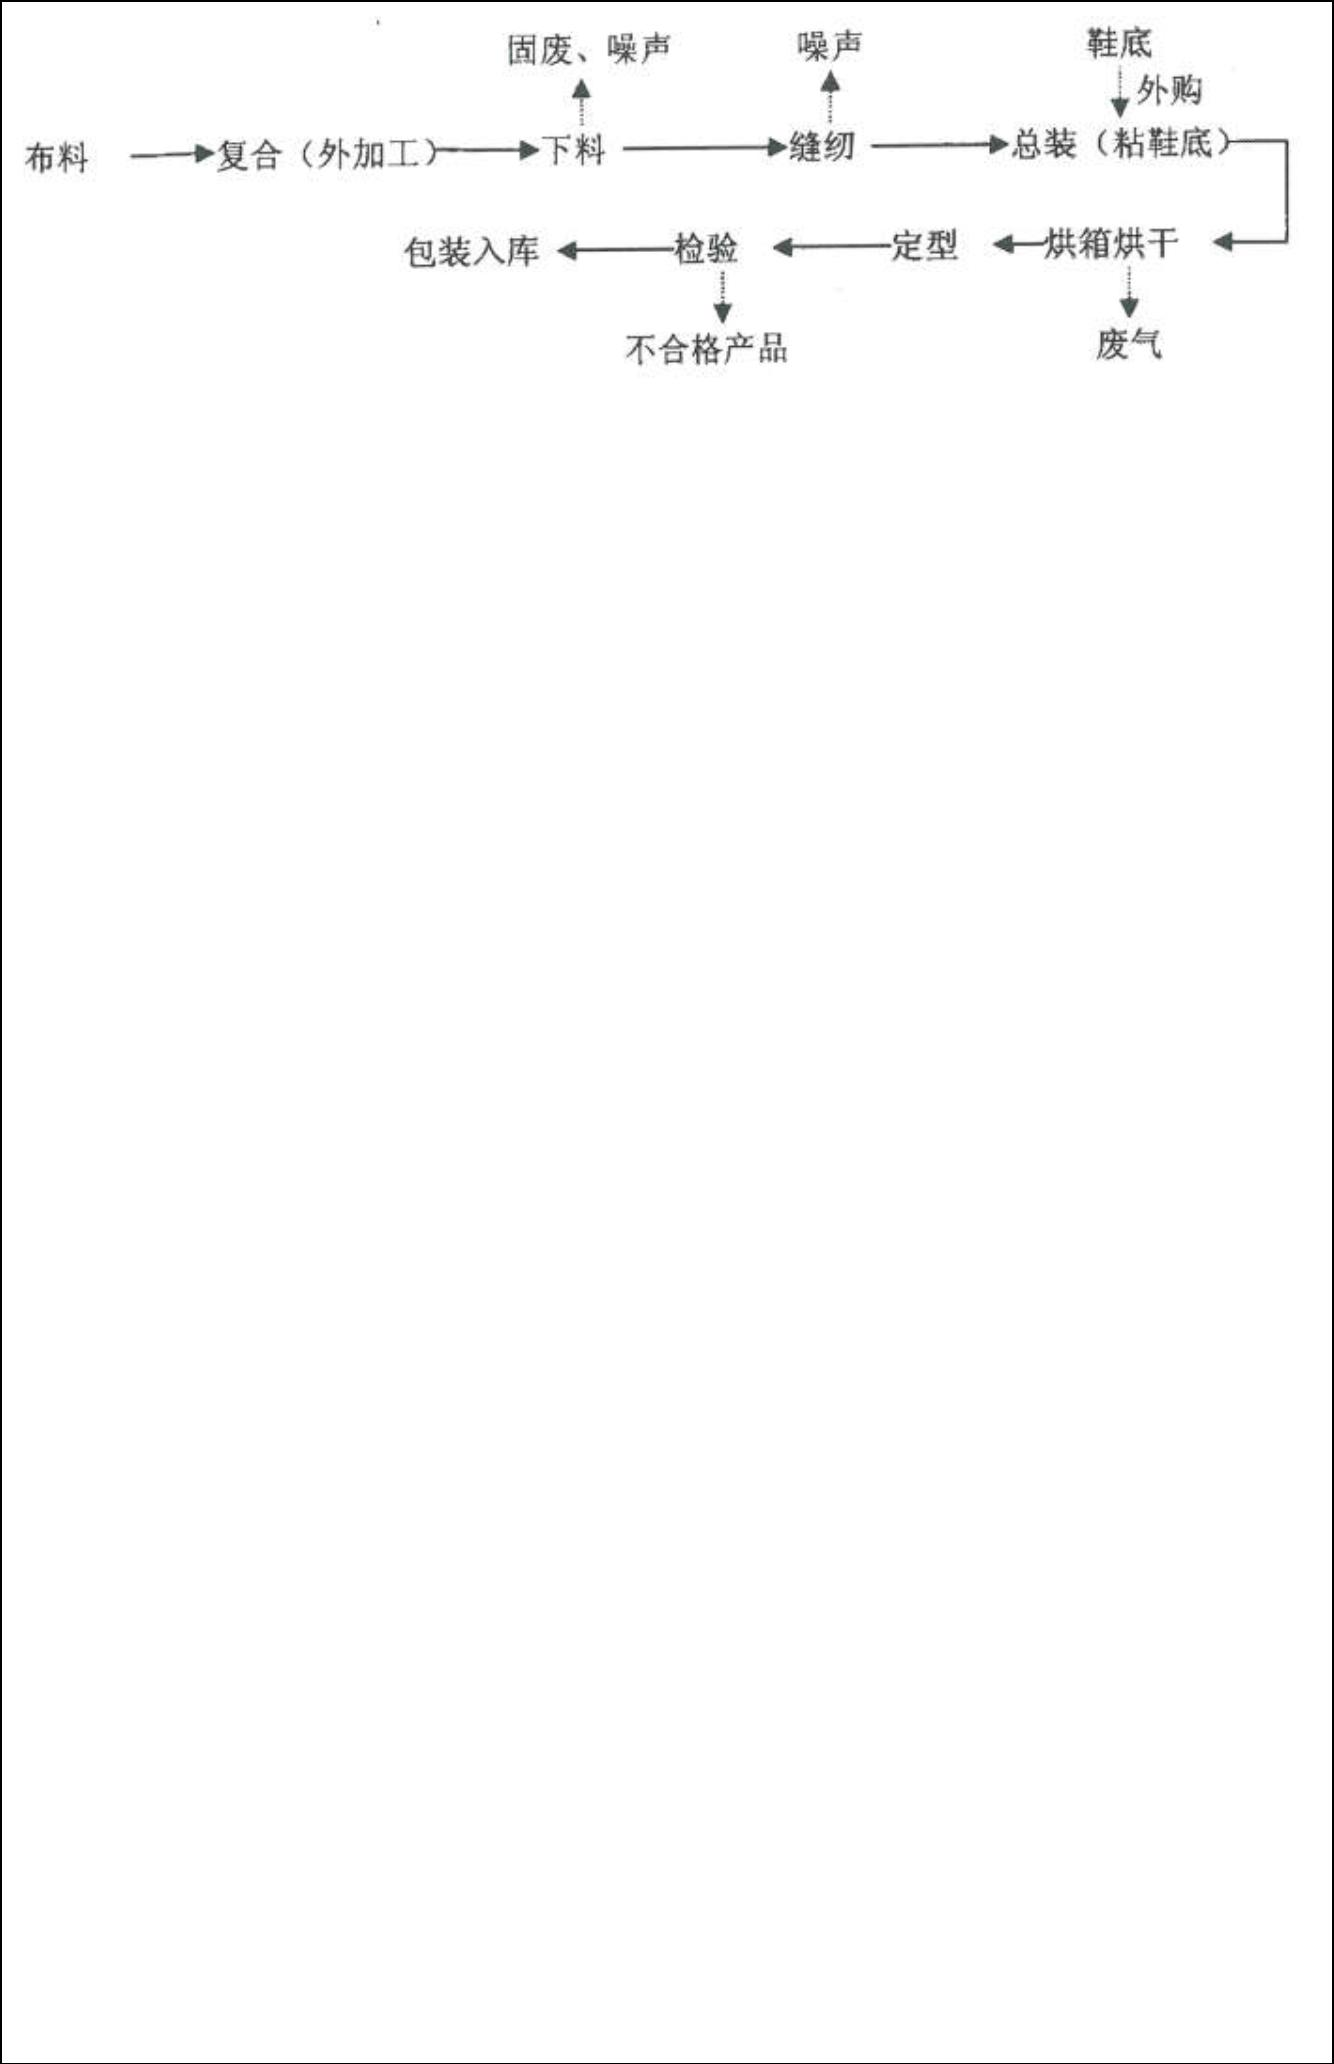 固废、噪声 噪声 鞋底
外购
布料 复合（外加工） 下料 缝纫 总装（粘鞋底）
包装入库 检验 定型 烘箱烘干
不合格产品 废气